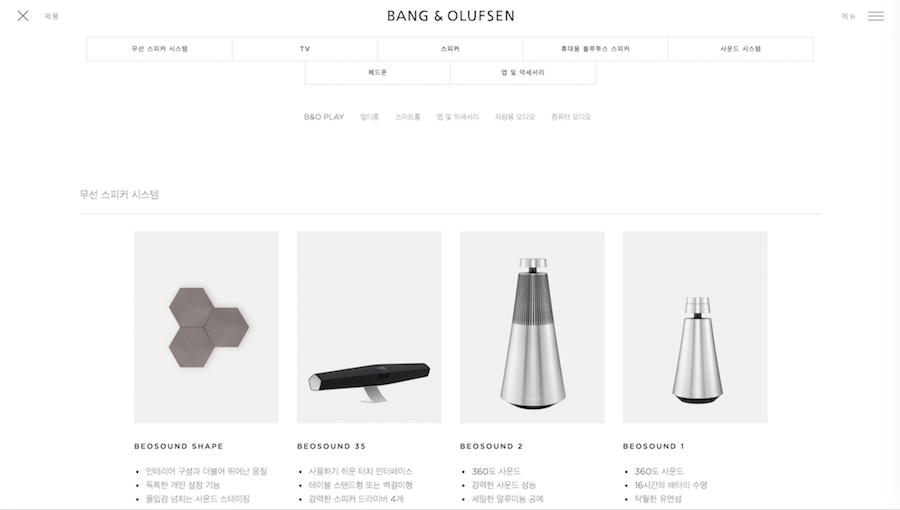 제품 BANG & OLUFSEN 메뉴
무선 스피커 시스템 TV 스피커 휴대용 블루투스 스피커 사운드 시스템
헤드폰 앱 및 악세서리
B&O PLAY 멀티룸 스마트홈 앱 및 악세서리 차량용 오디오 컴퓨터 오디오
무선 스피커 시스템
BEOSOUND SHAPE
• 인테리어 구성과 더불어 뛰어난 음질
• 독특한 개인 설정 기능
• 몰입감 넘치는 사운드 스테이징
BEOSOUND 35
• 사용하기 쉬운 터치 인터페이스
• 테이블 스탠드형 또는 벽걸이형
• 강력한 스피커 드라이버 4개
BEOSOUND 2
• 360도 사운드
• 강력한 사운드 성능
• 세밀한 알루미늄 공예
BEOSOUND 1
• 360도 사운드
• 16시간의 배터리 수명
• 탁월한 유연성